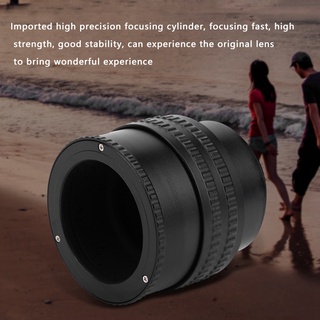 Imported high precision focusing cylinder, focusing fast, high
strength, good stability, can experience the original lens
to bring wonderful experience